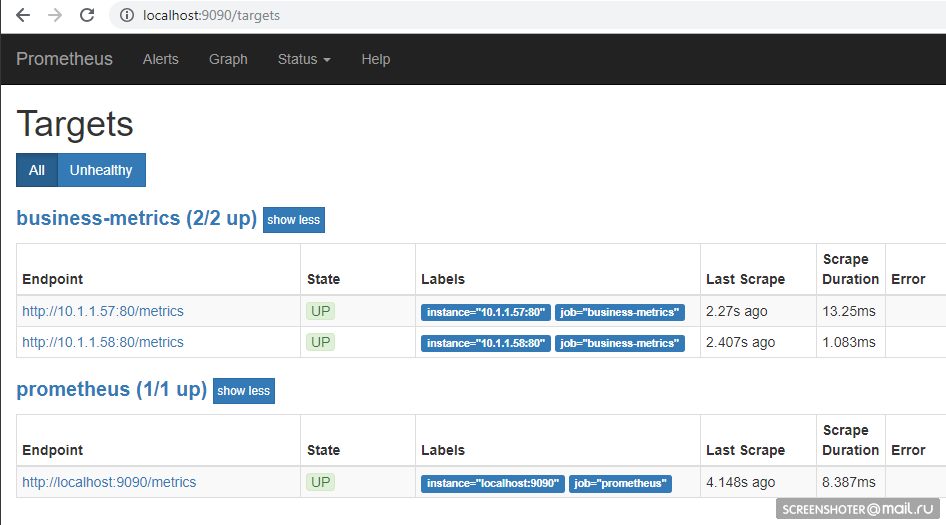 localhost:9090/targets
Prometheus Alerts Graph Status Help
Targets
All Unhealthy
business-metrics (2/2 up) show less
Endpoint State Labels Last Scrape Scrape Duration Error
http://10.1.1.57:80/metrics UP instance="10.1.1.57:80" job="business-metrics" 2.27s ago 13.25ms
http://10.1.1.58:80/metrics UP instance="10.1.1.58:80" job="business-metrics" 2.407s ago 1.083ms
prometheus (1/1 up) show less
Endpoint State Labels Last Scrape Scrape Duration Error
http://localhost:9090/metrics UP instance="localhost:9090" job="prometheus" 4.148s ago 8.387ms
SCREENSHOTER@mail.ru